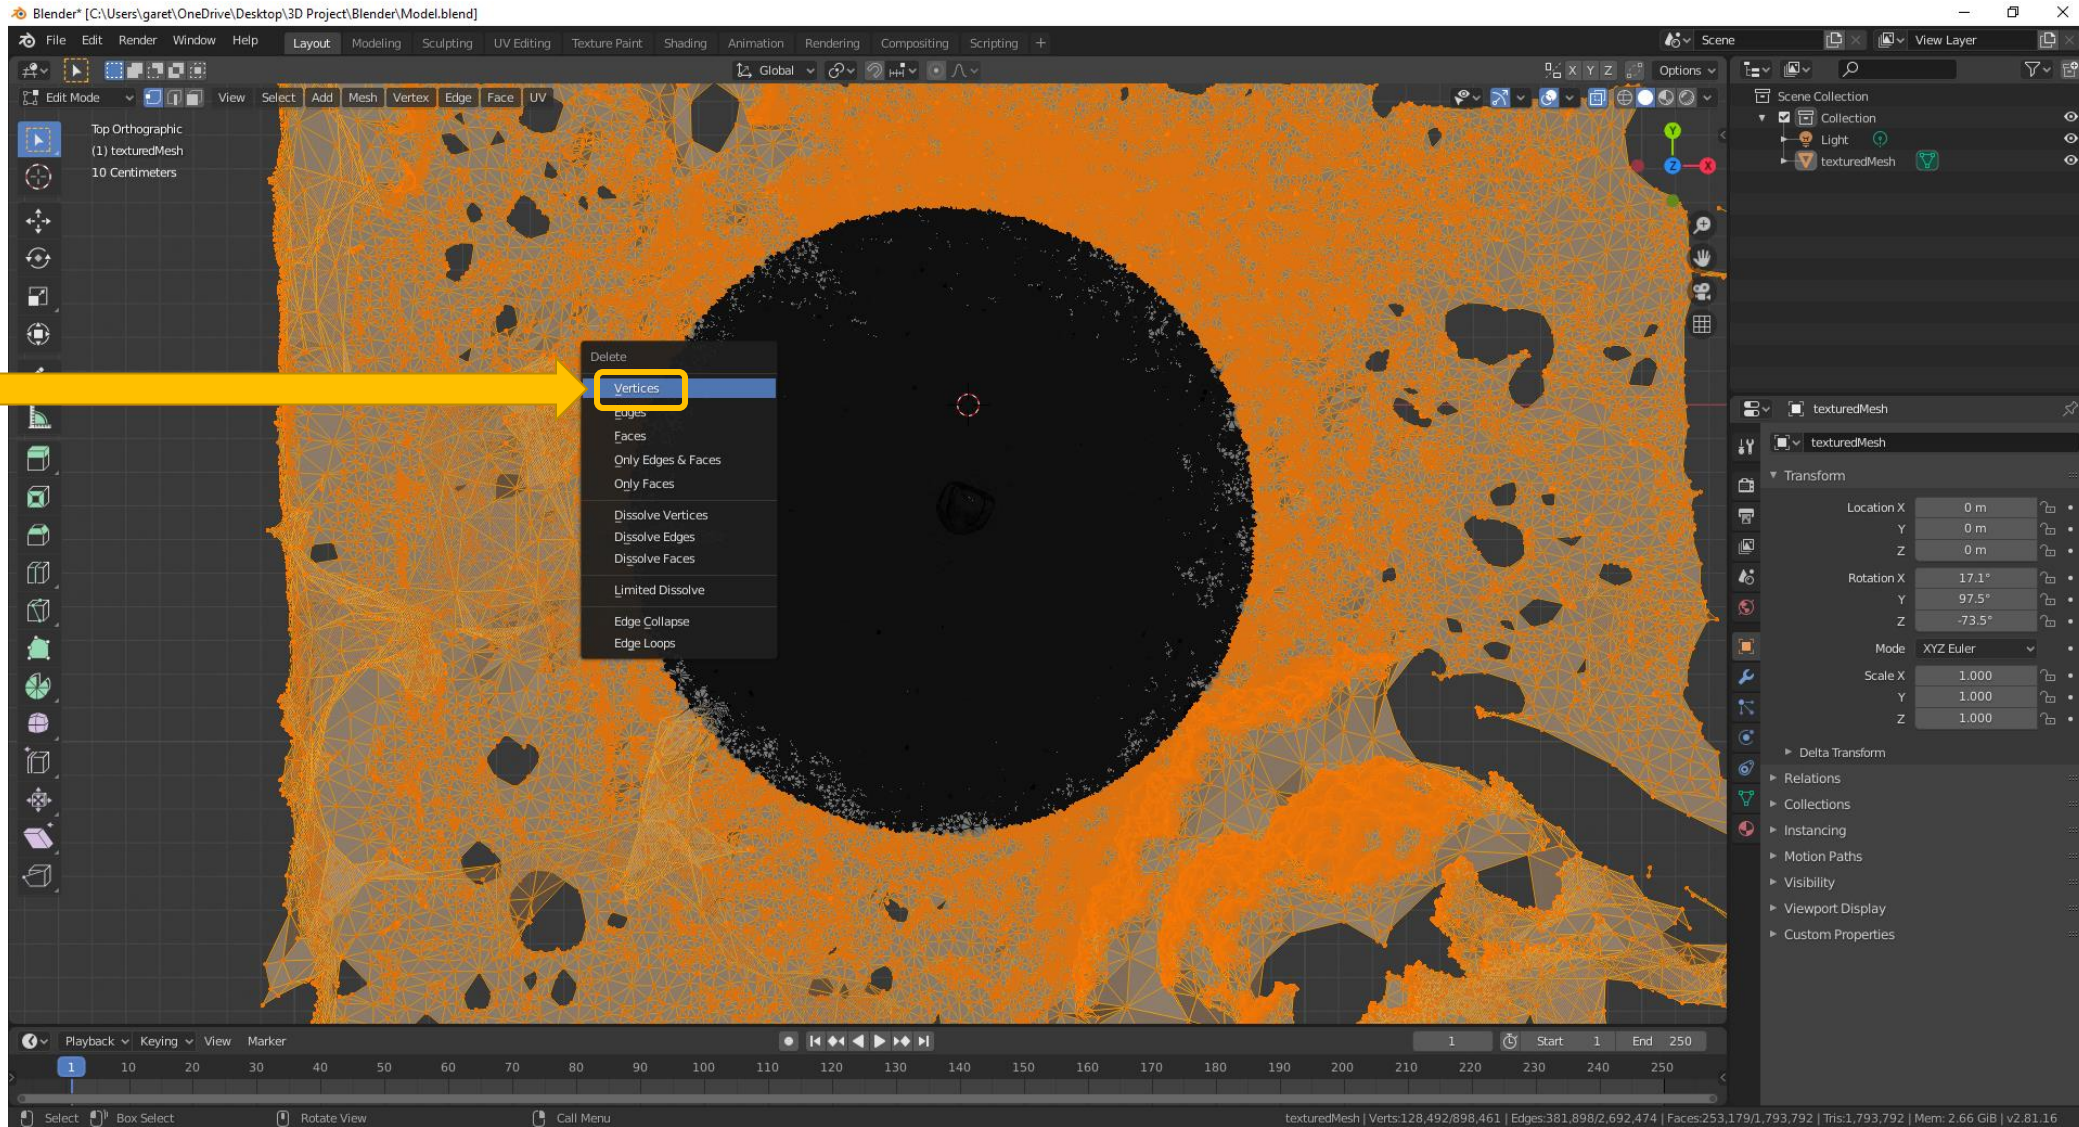 Blender* [C:\Users\garet\OneDrive\Desktop\3D Project\Blender\Model.blend]
File Edit Render Window Help Layout Modeling Sculpting UV Editing Texture Paint Shading Animation Rendering Compositing Scripting + Scene View Layer
Global X Y Z Options
Edit Mode View Select Add Mesh Vertex Edge Face UV
Top Orthographic
(1) texturedMesh
10 Centimeters
Y
Z X
Delete
Vertices
Edges
Faces
Only Edges & Faces
Only Faces
Dissolve Vertices
Dissolve Edges
Dissolve Faces
Limited Dissolve
Edge Collapse
Edge Loops
Scene Collection
Collection
Light
texturedMesh
texturedMesh
texturedMesh
Transform
Location X 0 m
Y 0 m
Z 0 m
Rotation X 17.1°
Y 97.5°
Z -73.5°
Mode XYZ Euler
Scale X 1.000
Y 1.000
Z 1.000
Delta Transform
Relations
Collections
Instancing
Motion Paths
Visibility
Viewport Display
Custom Properties
Playback Keying View Marker 1 Start 1 End 250
1 10 20 30 40 50 60 70 80 90 100 110 120 130 140 150 160 170 180 190 200 210 220 230 240 250
Select Box Select Rotate View Call Menu texturedMesh | Verts:128,492/898,461 | Edges:381,898/2,692,474 | Faces:253,179/1,793,792 | Tris:1,793,792 | Mem: 2.66 GiB | v2.81.16